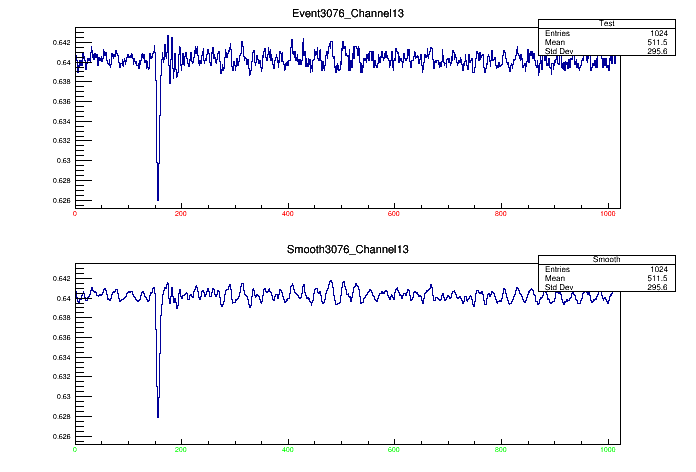 Event3076_Channel13
Test
Entries 1024
Mean 511.5
Std Dev 295.6
0.642
0.64
0.638
0.636
0.634
0.632
0.63
0.628
0.626
0 200 400 600 800 1000
Smooth3076_Channel13
Smooth
Entries 1024
Mean 511.5
Std Dev 295.6
0.642
0.64
0.638
0.636
0.634
0.632
0.63
0.628
0.626
0 200 400 600 800 1000